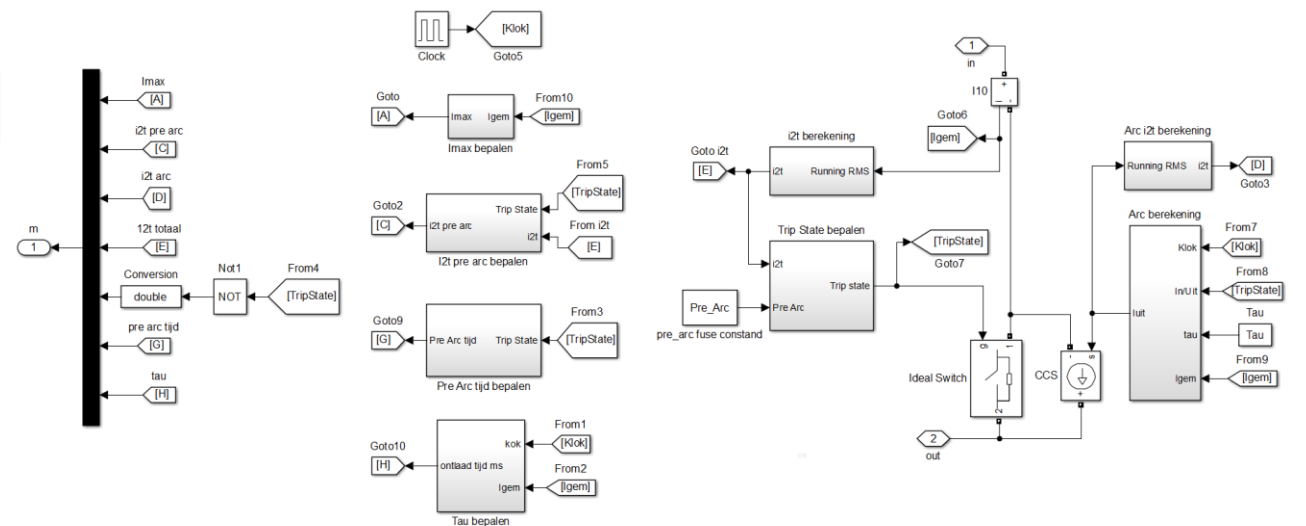 Imax
[A]
i2t pre arc
[C]
i2t arc
[D]
12t totaal
[E]
m
1
Conversion
double
Not1
NOT
From4
[TripState]
pre arc tijd
[G]
tau
[H]
Clock
[Klok]
Goto5
Goto
[A]
Imax
Igem
Imax bepalen
From10
[Igem]
Goto2
[C]
i2t pre arc
Trip State
i2t
I2t pre arc bepalen
From5
[TripState]
From i2t
[E]
Goto9
[G]
Pre Arc tijd
Trip State
Pre Arc tijd bepalen
From3
[TripState]
Goto10
[H]
ontlaad tijd ms
kok
Igem
Tau bepalen
From1
[Klok]
From2
[Igem]
1
in
I10
+
i
-
Goto6
[Igem]
Goto i2t
[E]
i2t berekening
i2t
Running RMS
Trip State bepalen
i2t
Pre Arc
Trip state
Pre_Arc
pre_arc fuse constand
[TripState]
Goto7
Ideal Switch
g
1
2
CCS
-
s
+
2
out
Arc i2t berekening
Running RMS
i2t
[D]
Goto3
Arc berekening
Iuit
Klok
In/Uit
tau
Igem
From7
[Klok]
From8
[TripState]
Tau
Tau
From9
[Igem]